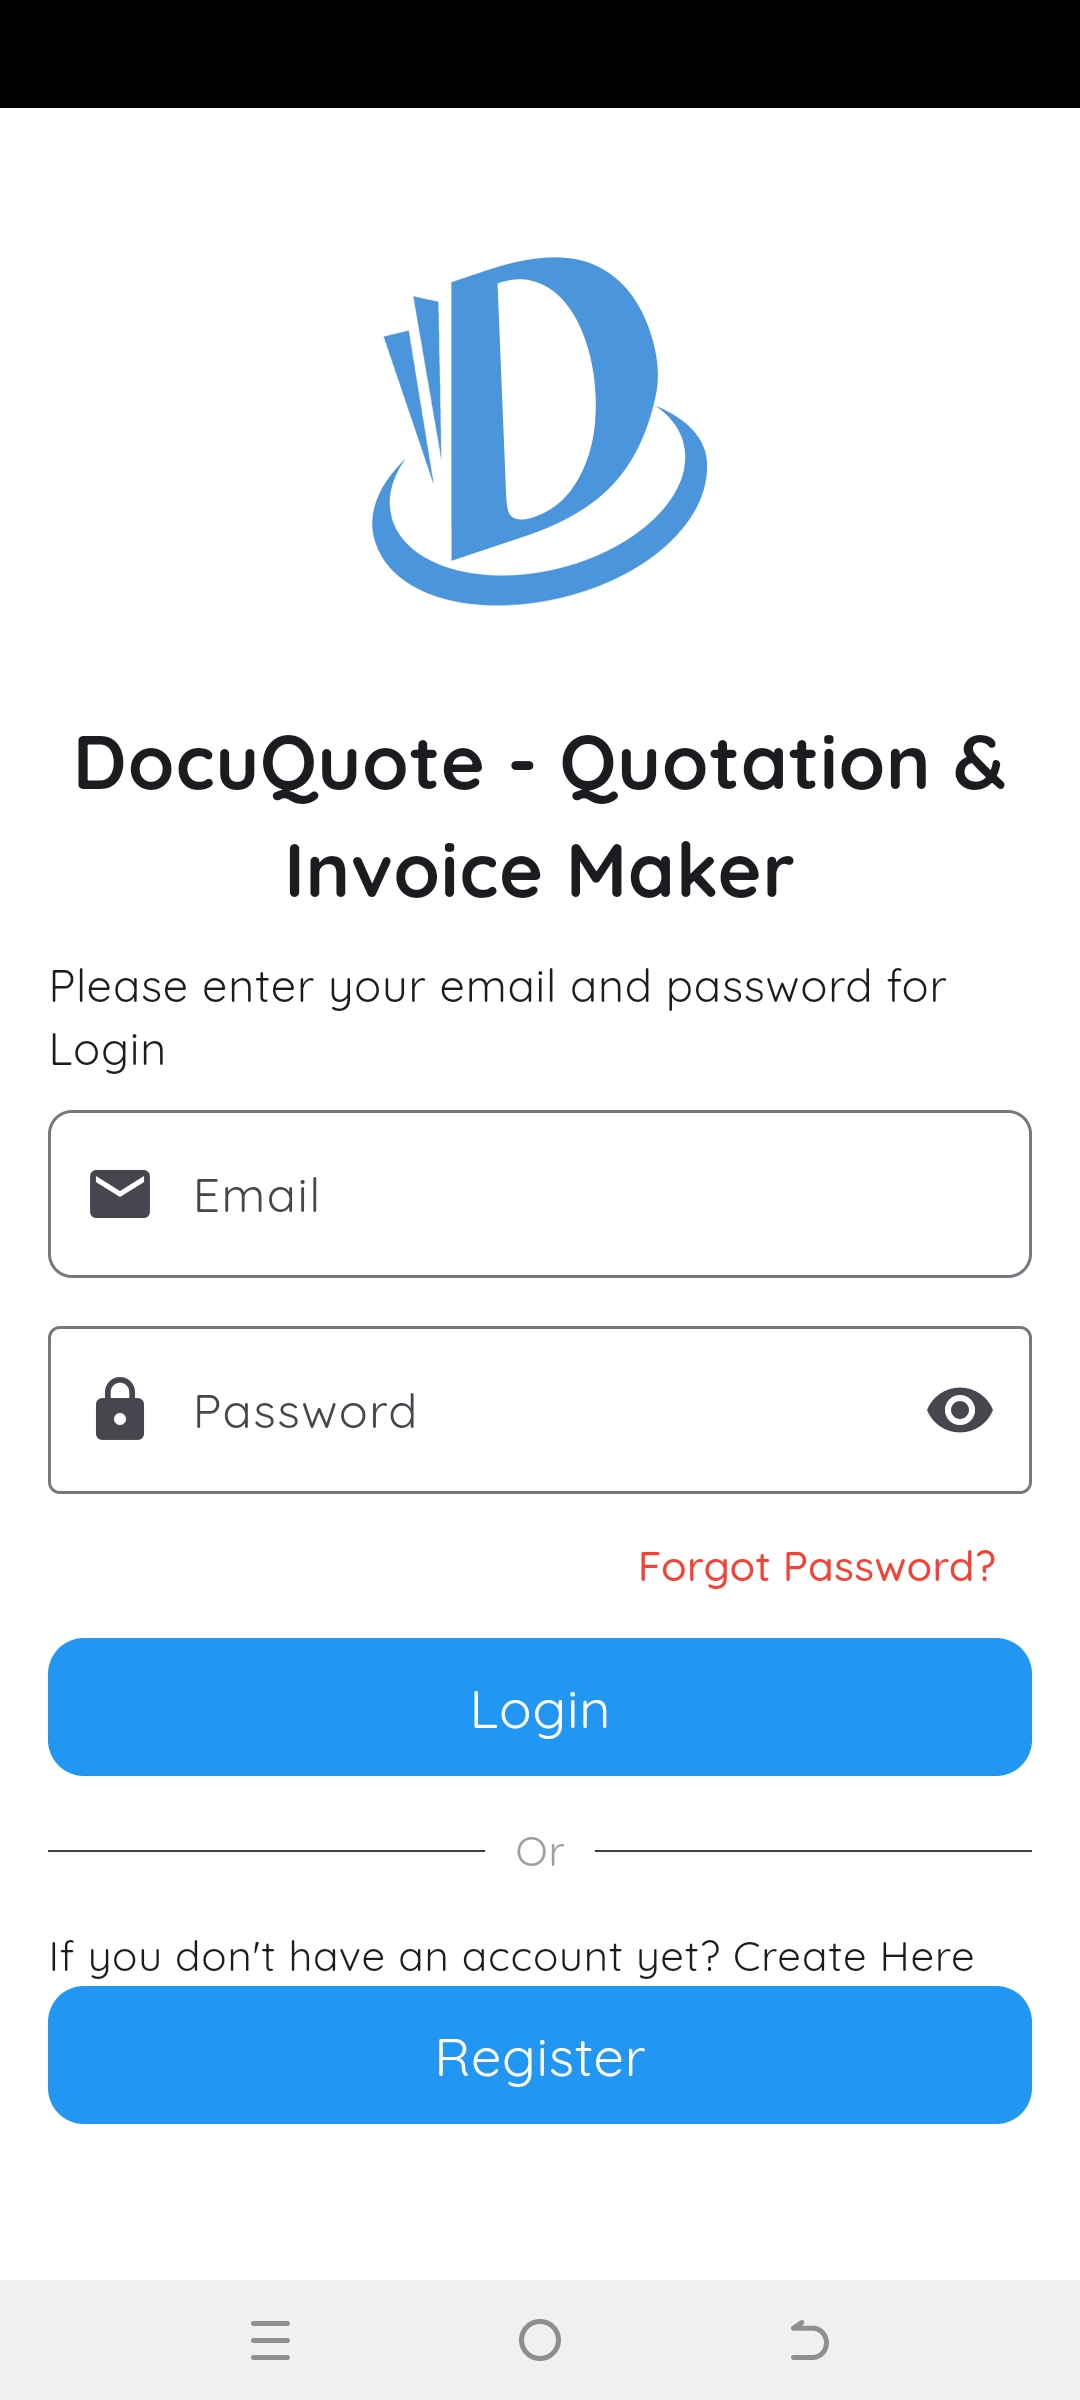 DocuQuote - Quotation &
Invoice Maker
Please enter your email and password for
Login
Email
Password
Forgot Password?
Login
Or
If you don't have an account yet? Create Here
Register